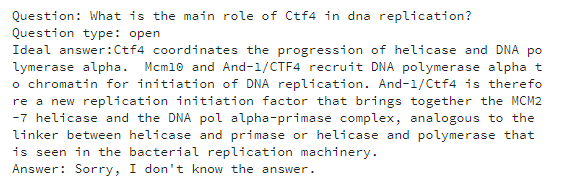 Question: What is the main role of Ctf4 in dna replication?
Question type: open
Ideal answer:Ctf4 coordinates the progression of helicase and DNA po
lymerase alpha.  Mcm10 and And-1/CTF4 recruit DNA polymerase alpha t
o chromatin for initiation of DNA replication. And-1/Ctf4 is therefo
re a new replication initiation factor that brings together the MCM2
-7 helicase and the DNA pol alpha-primase complex, analogous to the
linker between helicase and primase or helicase and polymerase that
is seen in the bacterial replication machinery.
Answer: Sorry, I don't know the answer.